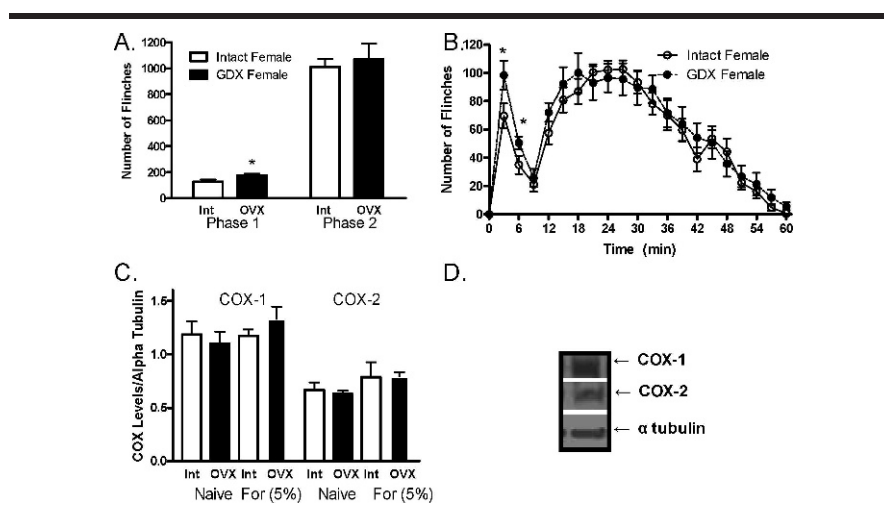 A.
1200
1000
800
600
400
200
0
Number of Flinches
Intact Female
GDX Female
*
Int OVX Int OVX
Phase 1 Phase 2
B.
120
100
80
60
40
20
0
Number of Flinches
Intact Female
GDX Female
*
*
0 6 12 18 24 30 36 42 48 54 60
Time (min)
C.
1.5
1.0
0.5
0.0
COX Levels/Alpha Tubulin
COX-1 COX-2
Int OVX Int OVX Int OVX Int OVX
Naive For (5%) Naive For (5%)
D.
← COX-1
← COX-2
← α tubulin